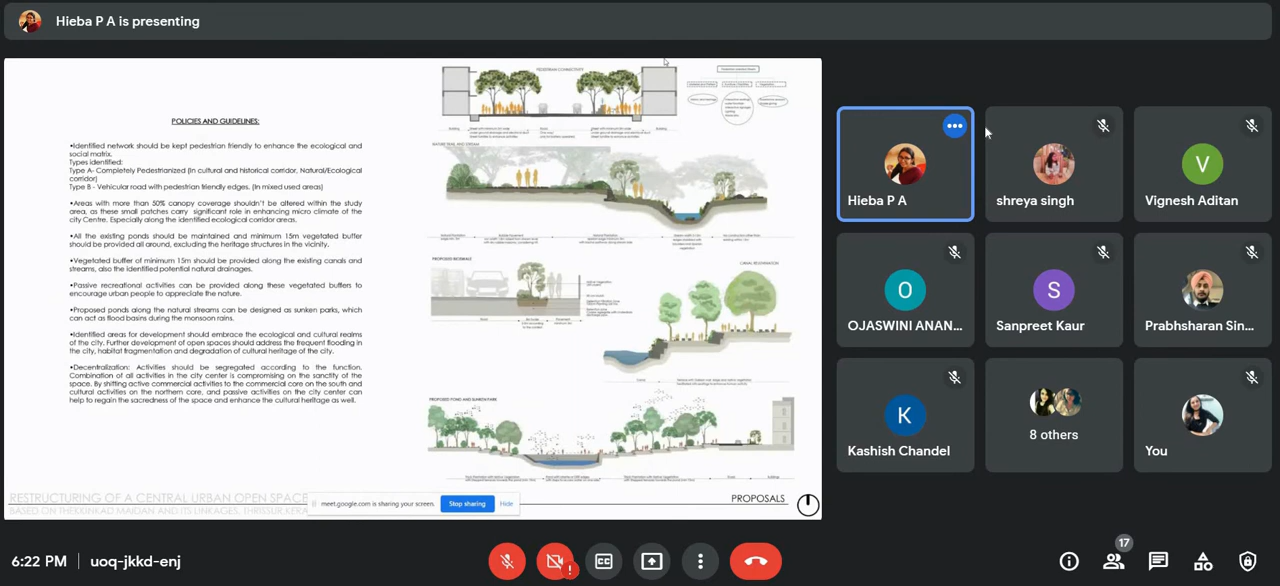 Hieba P A is presenting
POLICIES AND GUIDELINES:
•Identified network should be kept pedestrian friendly to enhance the ecological and
social matrix.
Types identified:
Type A- Completely Pedestrianized (In cultural and historical corridor, Natural/Ecological
corridor)
Type B - Vehicular road with pedestrian friendly edges. (In mixed used areas)
•Areas with more than 50% canopy coverage shouldn't be altered within the study
area, as these small patches carry significant role in enhancing micro climate of the
city Centre. Especially along the identified ecological corridor areas.
•All the existing ponds should be maintained and minimum 15m vegetated buffer
should be provided all around, excluding the heritage structures in the vicinity.
•Vegetated buffer of minimum 15m should be provided along the existing canals and
streams, also the identified potential natural drainages.
•Passive recreational activities can be provided along these vegetated buffers to
encourage urban people to appreciate the nature.
•Proposed ponds along the natural streams can be designed as sunken parks, which
can act as flood basins during the monsoon rains.
•Identified areas for development should embrace the ecological and cultural realms
of the city. Further development of open spaces should address the frequent flooding in
the city, habitat fragmentation and degradation of cultural heritage of the city.
•Decentralization: Activities should be segregated according to the function.
Combination of all activities in the city center is compromising on the sanctity of the
space. By shifting active commercial activities to the commercial core on the south and
cultural activities on the northern core, and passive activities on the city center can
help to regain the sacredness of the space and enhance the cultural heritage as well.
PEDESTRIAN CONNECTIVITY
NATURE TRAIL AND STREAM
PROPOSED BIOSWALE
CANAL REJUVENATION
PROPOSED POND AND SUNKEN PARK
RESTRUCTURING OF A CENTRAL URBAN OPEN SPACE
BASED ON THEKKINKAD MAIDAN AND ITS LINKAGES, THRISSUR, KERA
meet.google.com is sharing your screen.
Stop sharing
Hide
PROPOSALS
Hieba P A
shreya singh
V
Vignesh Aditan
O
OJASWINI ANAN...
S
Sanpreet Kaur
Prabhsharan Sin...
K
Kashish Chandel
8 others
You
6:22 PM
uoq-jkkd-enj
CC
17